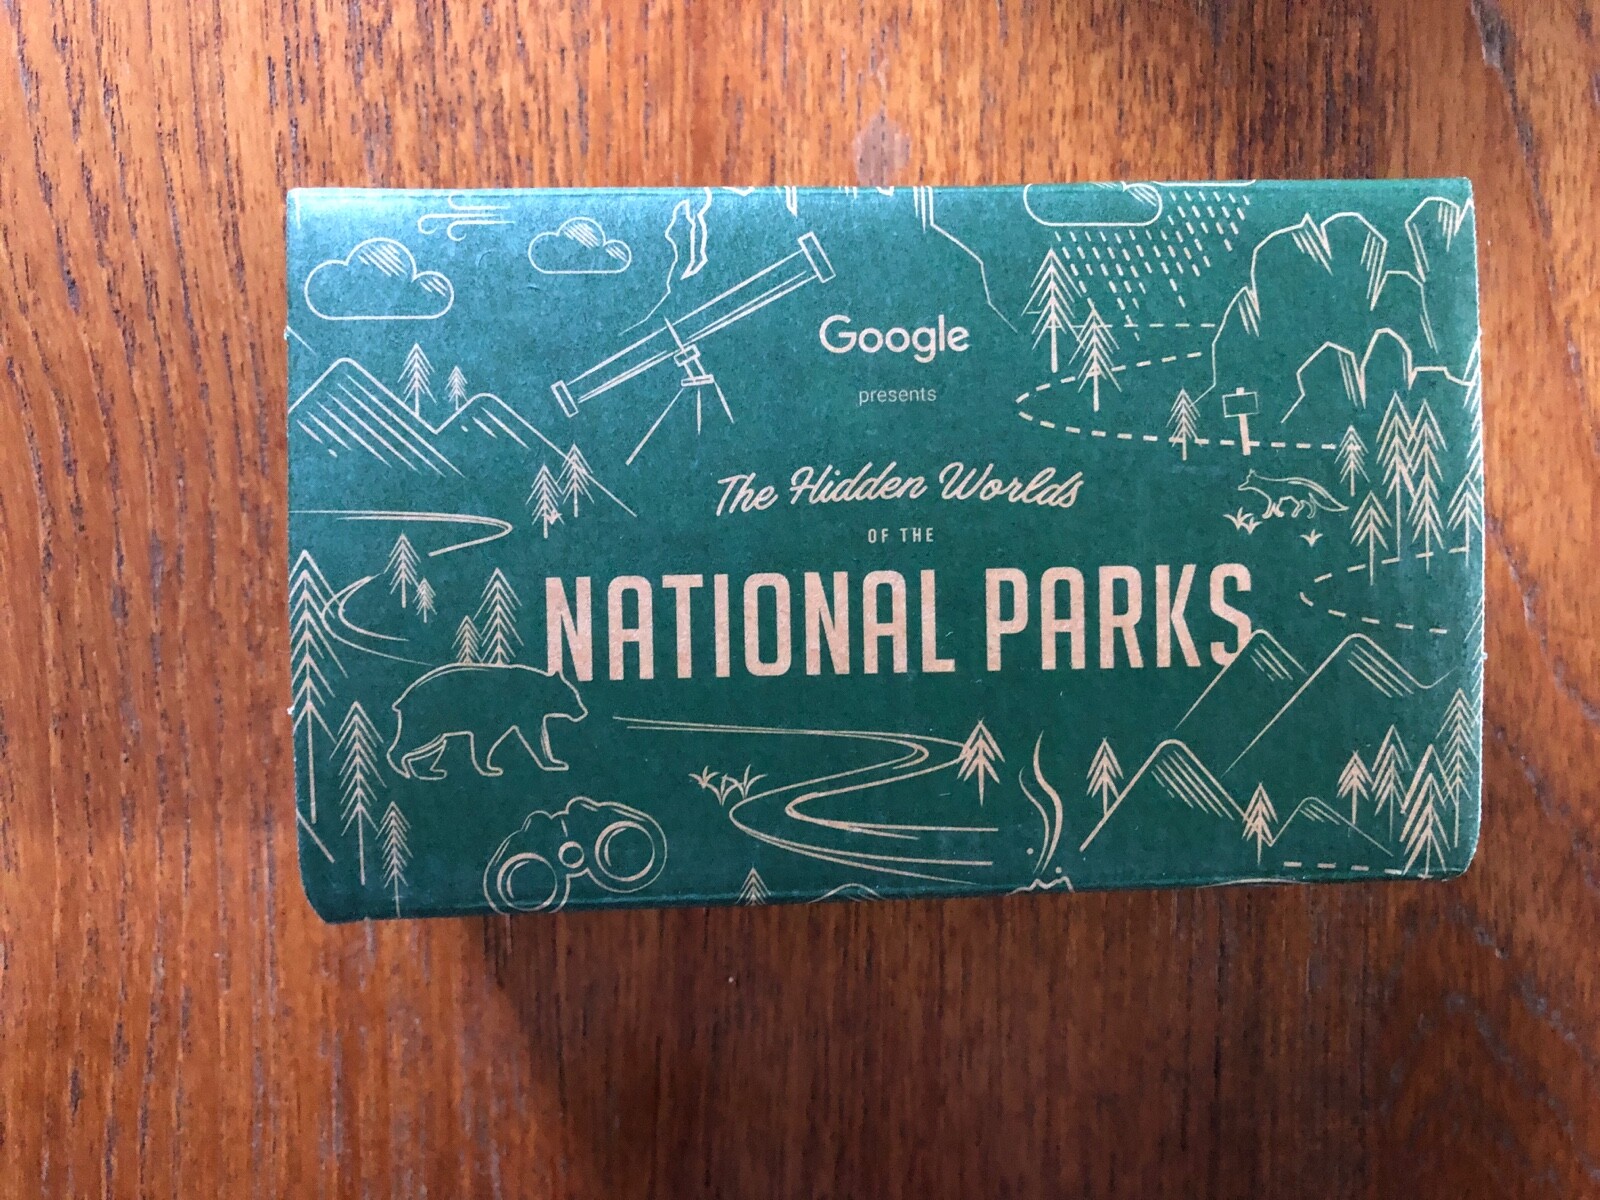 Google
presents
The Hidden Worlds
OF THE
NATIONAL PARKS